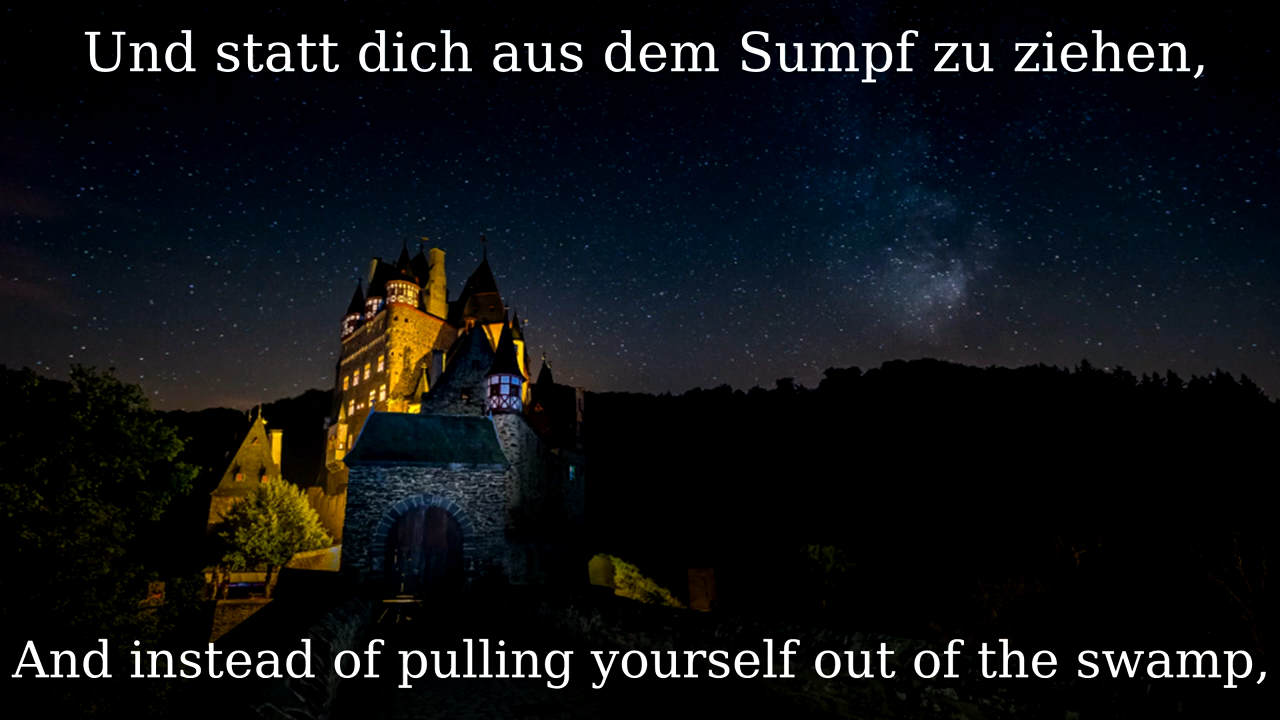 Und statt dich aus dem Sumpf zu ziehen,
And instead of pulling yourself out of the swamp,